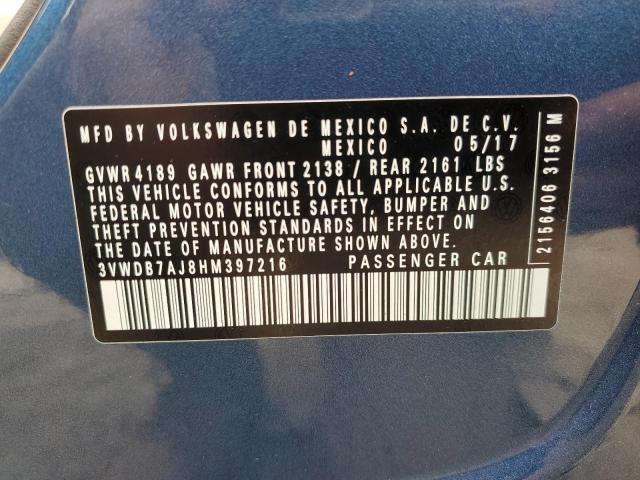 MFD BY VOLKSWAGEN DE MEXICO S.A. DE C.V.
MEXICO 05/17
GVWR 4189 GAWR FRONT 2138 / REAR 2161 LBS
THIS VEHICLE CONFORMS TO ALL APPLICABLE U.S.
FEDERAL MOTOR VEHICLE SAFETY, BUMPER AND
THEFT PREVENTION STANDARDS IN EFFECT ON
THE DATE OF MANUFACTURE SHOWN ABOVE.
3VWDB7AJ8HM397216 PASSENGER CAR
2156406 3156 M